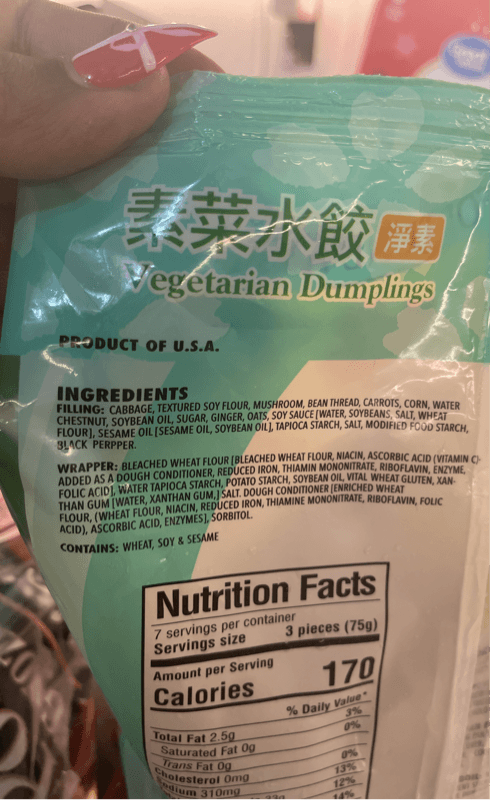 素菜水餃 淨素
Vegetarian Dumplings
PRODUCT OF U.S.A.
INGREDIENTS
FILLING: CABBAGE, TEXTURED SOY FLOUR, MUSHROOM, BEAN THREAD, CARROTS, CORN, WATER
CHESTNUT, SOYBEAN OIL, SUGAR, GINGER, OATS, SOY SAUCE [WATER, SOYBEANS, SALT, WHEAT
FLOUR], SESAME OIL [SESAME OIL, SOYBEAN OIL], TAPIOCA STARCH, SALT, MODIFIED FOOD STARCH,
BLACK PERPPER.
WRAPPER: BLEACHED WHEAT FLOUR [BLEACHED WHEAT FLOUR, NIACIN, ASCORBIC ACID (VITAMIN C)-
ADDED AS A DOUGH CONDITIONER, REDUCED IRON, THIAMIN MONONITRATE, RIBOFLAVIN, ENZYME,
FOLIC ACID], WATER TAPIOCA STARCH, POTATO STARCH, SOYBEAN OIL, VITAL WHEAT GLUTEN, XAN-
THAN GUM [WATER, XANTHAN GUM,] SALT. DOUGH CONDITIONER [ENRICHED WHEAT
FLOUR, (WHEAT FLOUR, NIACIN, REDUCED IRON, THIAMINE MONONITRATE, RIBOFLAVIN, FOLIC
ACID), ASCORBIC ACID, ENZYMES], SORBITOL.
CONTAINS: WHEAT, SOY & SESAME
Nutrition Facts
7 servings per container
Servings size 3 pieces (75g)
Amount per Serving
Calories 170
% Daily Value*
Total Fat 2.5g 3%
Saturated Fat 0g 0%
Trans Fat 0g
Cholesterol 0mg 0%
Sodium 310mg 13%
12%
14%